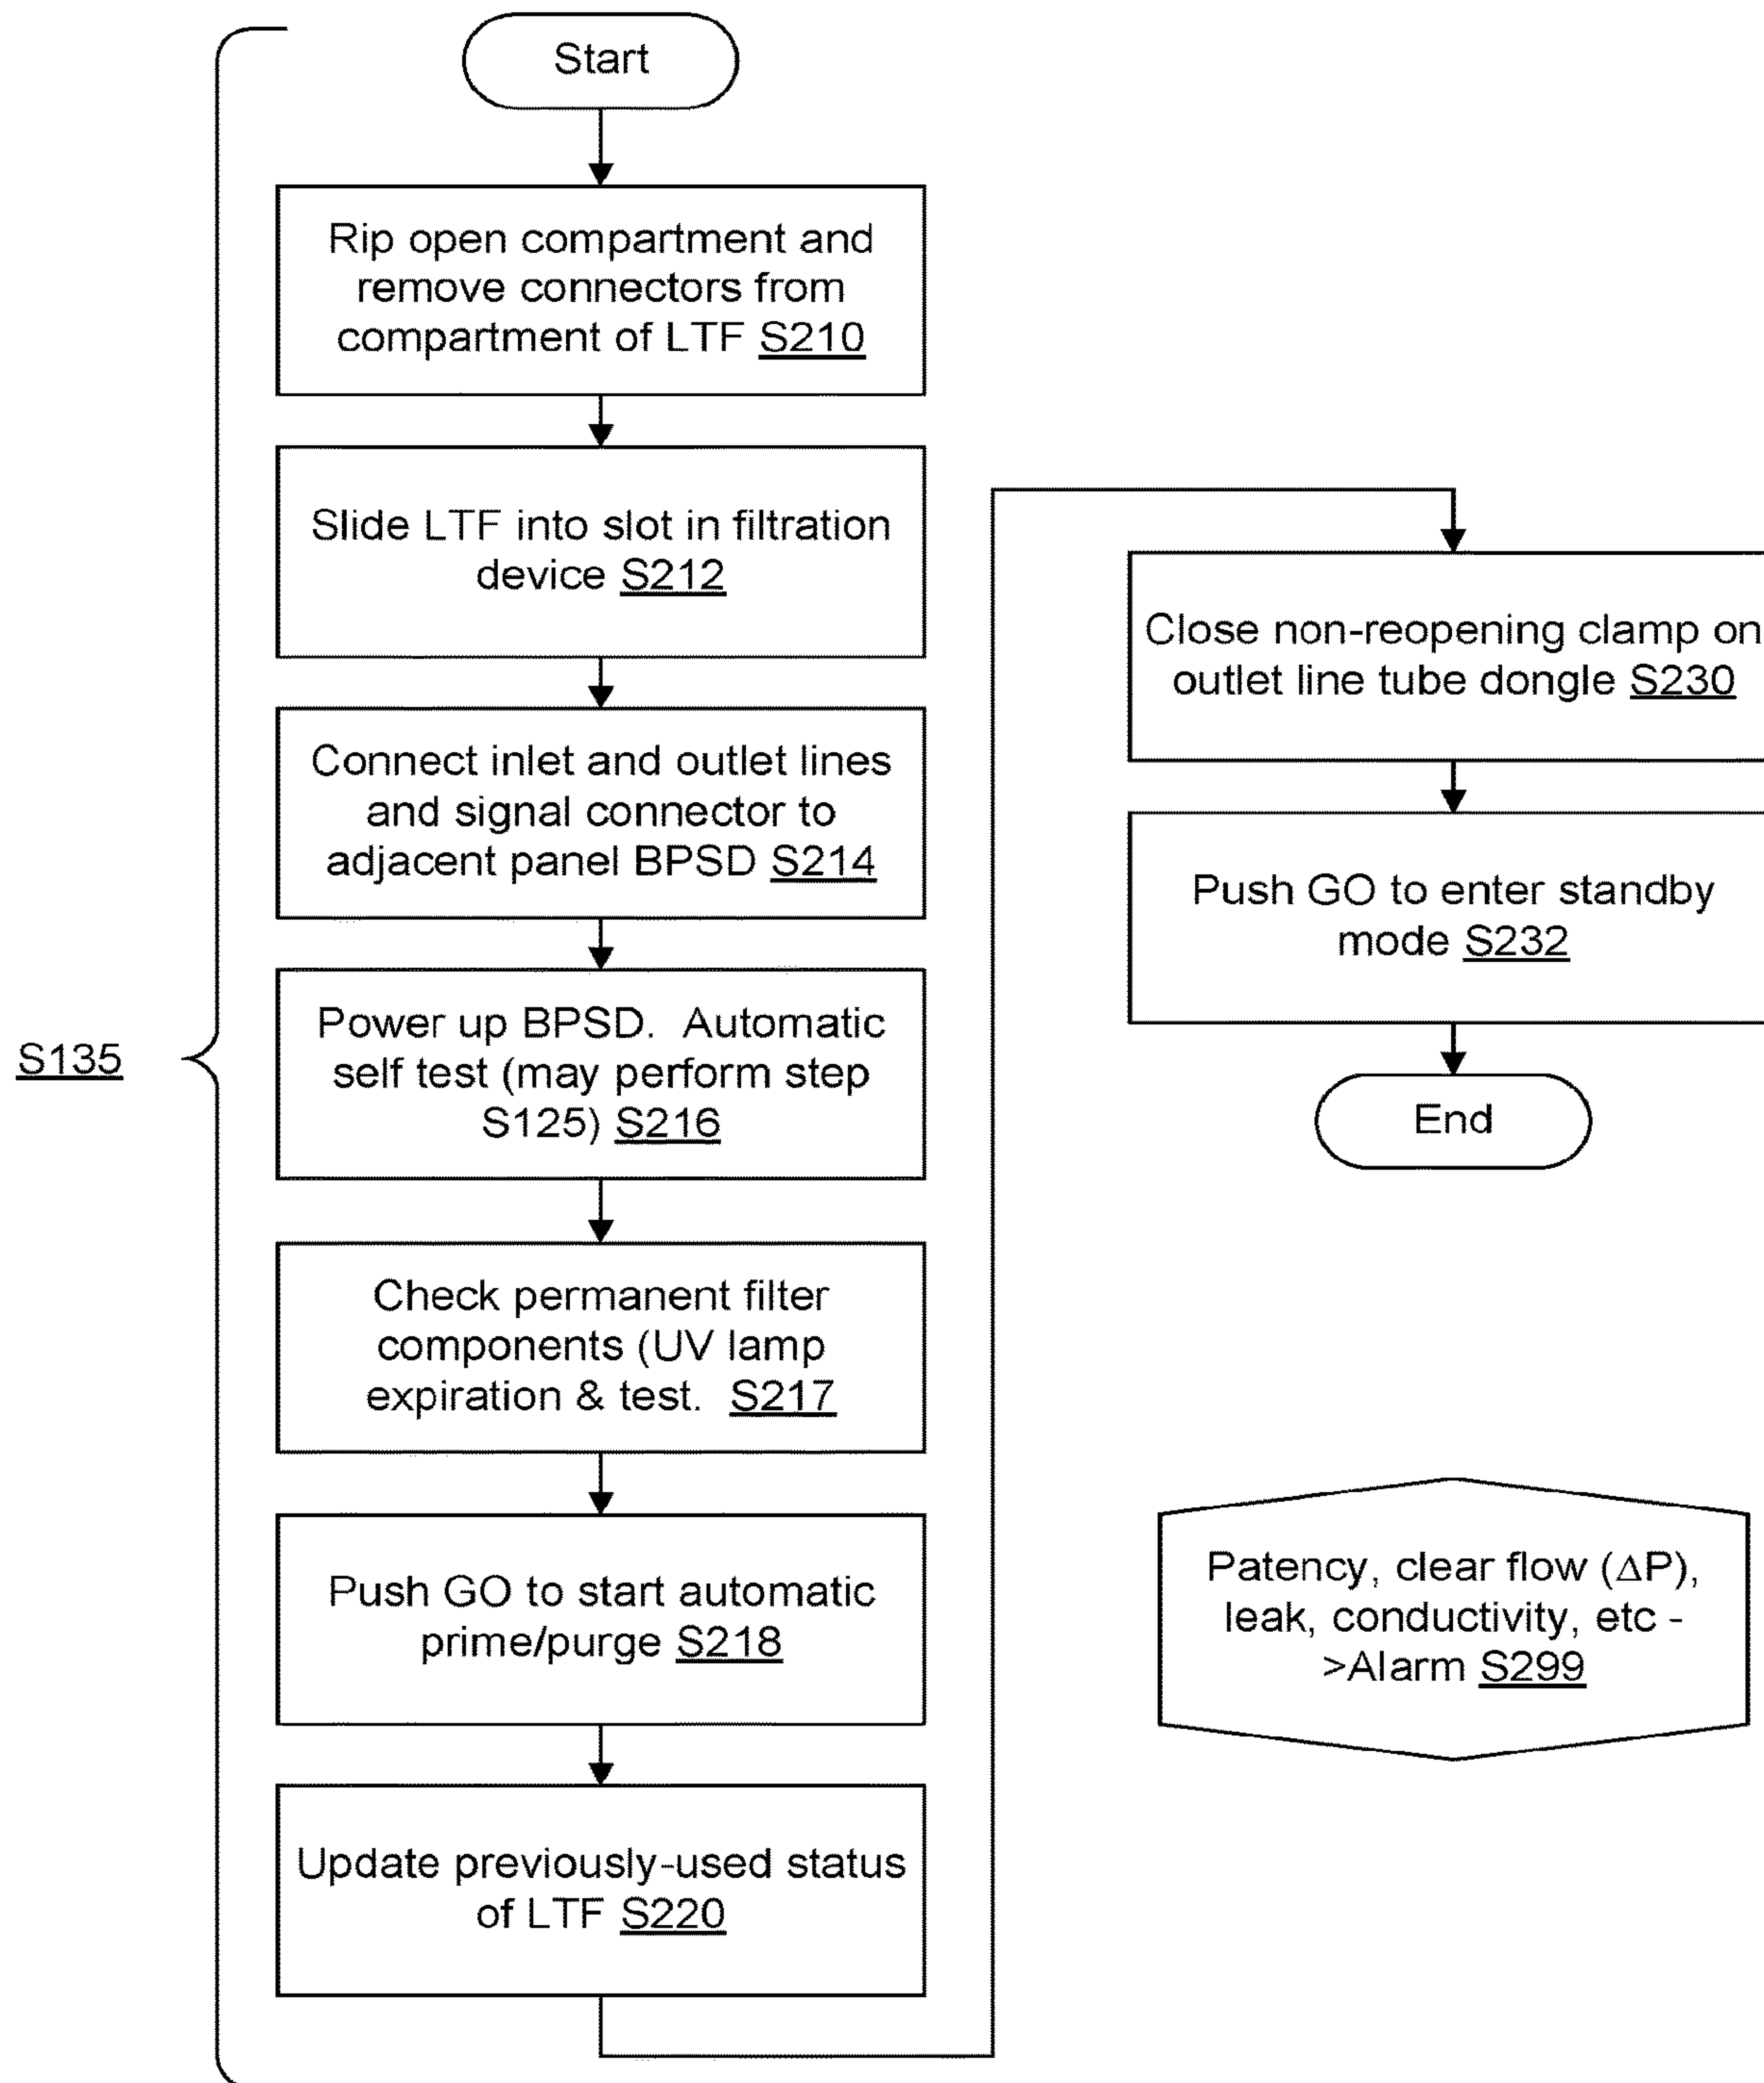 Start
Rip open compartment and
remove connectors from
compartment of LTF S210
Slide LTF into slot in filtration
device S212
Connect inlet and outlet lines
and signal connector to
adjacent panel BPSD S214
Power up BPSD. Automatic
self test (may perform step
S125) S216
Check permanent filter
components (UV lamp
expiration & test. S217
Push GO to start automatic
prime/purge S218
Update previously-used status
of LTF S220
S135
Close non-reopening clamp on
outlet line tube dongle S230
Push GO to enter standby
mode S232
End
Patency, clear flow (ΔP),
leak, conductivity, etc -
>Alarm S299